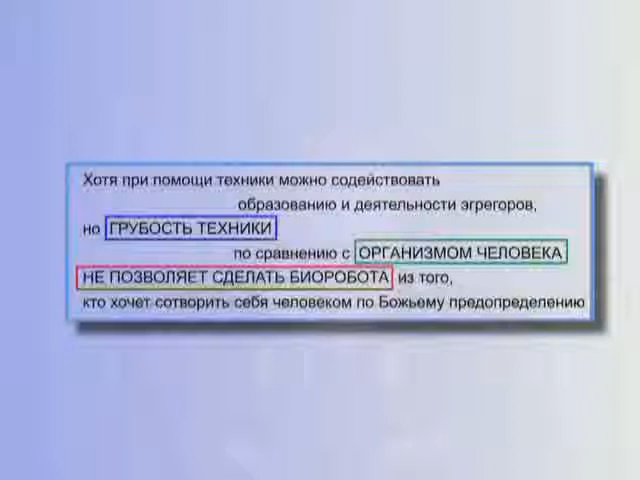 Хотя при помощи техники можно содействовать
образованию и деятельности эгрегоров,
но ГРУБОСТЬ ТЕХНИКИ
по сравнению с ОРГАНИЗМОМ ЧЕЛОВЕКА
НЕ ПОЗВОЛЯЕТ СДЕЛАТЬ БИОРОБОТА из того,
кто хочет сотворить себя человеком по Божьему предопределению